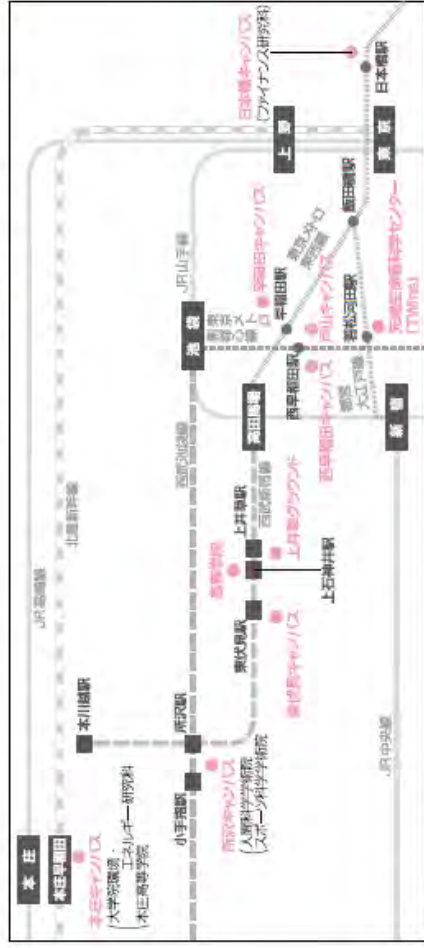 本庄
本庄早稲田
本庄キャンパス
(大学院環境・
エネルギー研究科
本庄高等学院
JR高崎線
北陸新幹線
本川越駅
小手指駅
所沢駅
所沢キャンパス
(人間科学学術院
スポーツ科学学術院
西武池袋線
東伏見駅
東伏見キャンパス
高等学院
上石神井駅
上井草駅
上井草グラウンド
西武新宿線
JR中央線
池袋
高田馬場
新宿
JR山手線
東京メトロ
副都心線
早稲田駅
早稲田キャンパス
西早稲田駅
西早稲田キャンパス
戸山キャンパス
東京メトロ
東西線
都営
大江戸線
若松河田駅
先端生命医科学センター
(TWIns)
飯田橋駅
上野
東京
日本橋駅
日本橋キャンパス
(ファイナンス研究科)